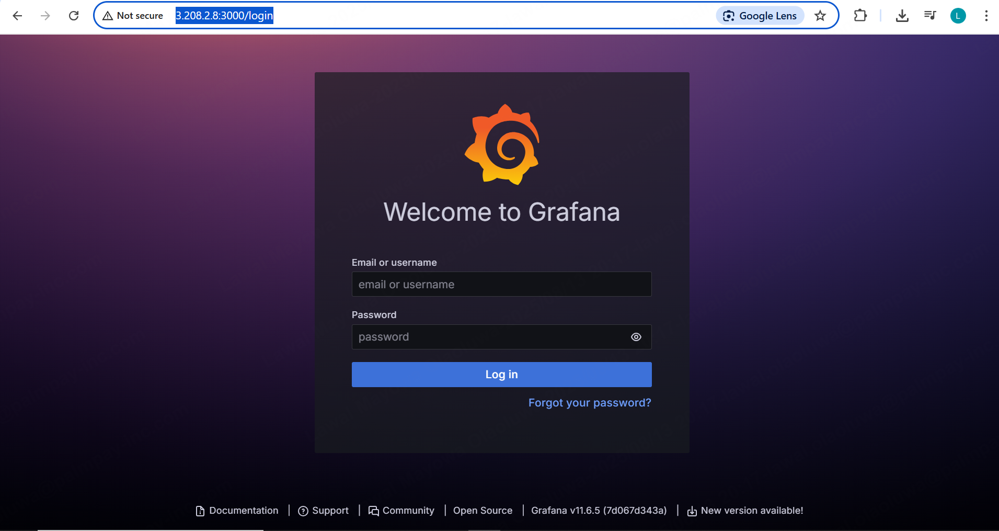 Not secure 3.208.2.8:3000/login Google Lens L
Welcome to Grafana
Email or username
email or username
Password
password
Log in
Forgot your password?
Documentation | Support | Community | Open Source | Grafana v11.6.5 (7d067d343a) | New version available!